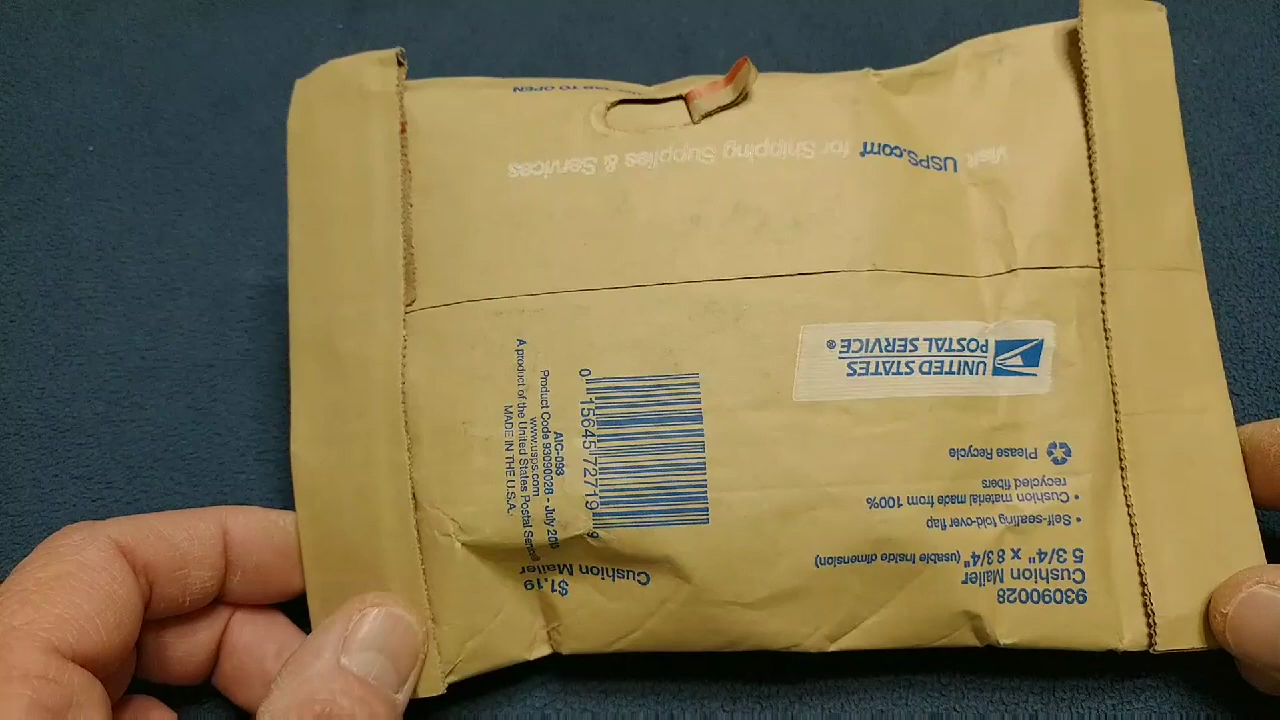 93090028
Cushion Mailer
5 3/4" x 8 3/4" (usable inside dimension)
• Self-sealing fold-over flap
• Cushion material made from 100%
recycled fibers
Please Recycle
UNITED STATES
POSTAL SERVICE ®
$1.19
Cushion Mailer
0 15645 72719 9
AIC-093
www.usps.com
Product Code 93090028 - July 20
A product of the United States Postal Service
MADE IN THE U.S.A.
Visit USPS.com for Shipping Supplies & Services
TO OPEN